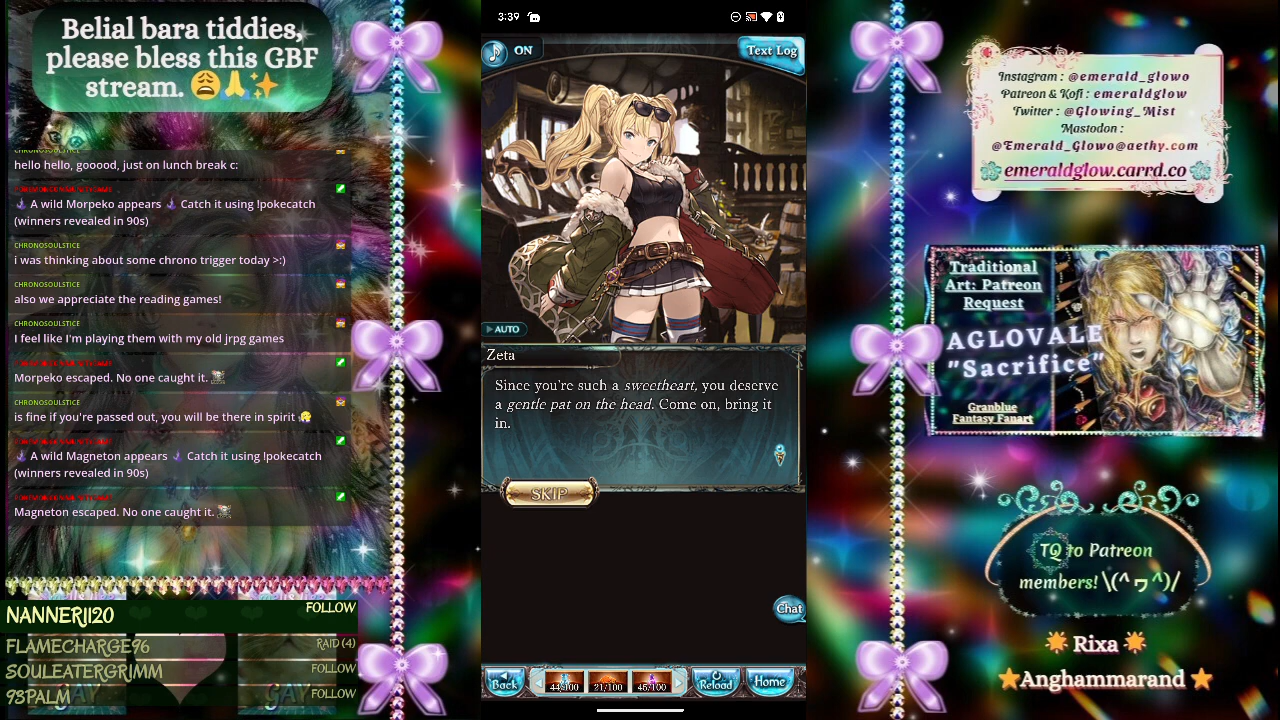 Belial bara tiddies,
please bless this GBF
stream. 😩🙏✨
CHRONOSOULSTICE
hello hello, gooood, just on lunch break c:
A wild Morpeko appears Catch it using !pokecatch
(winners revealed in 90s)
CHRONOSOULSTICE
i was thinking about some chrono trigger today >:)
CHRONOSOULSTICE
also we appreciate the reading games!
CHRONOSOULSTICE
I feel like I'm playing them with my old jrpg games
Morpeko escaped. No one caught it.
CHRONOSOULSTICE
is fine if you're passed out, you will be there in spirit
A wild Magneton appears Catch it using !pokecatch
(winners revealed in 90s)
Magneton escaped. No one caught it.
NANNERJ120 FOLLOW
FLAMECHARGE96 RAID (4)
SOULEATERGRIMM FOLLOW
93PALM FOLLOW
3:39
ON
Text Log
AUTO
Zeta
Since you're such a sweetheart, you deserve
a gentle pat on the head. Come on, bring it
in.
SKIP
Chat
Back
44/100
21/100
45/100
Reload
Home
Instagram : @emerald_glowo
Patreon & Kofi : emeraldglow
Twitter : @Glowing_Mist
Mastodon :
@Emerald_Glowo@aethy.com
emeraldglow.carrd.co
Traditional
Art: Patreon
Request
AGLOVALE
"Sacrifice"
Granblue
Fantasy Fanart
TQ to Patreon
members! \(^ ヮ ^)/
Rixa
Anghammarand